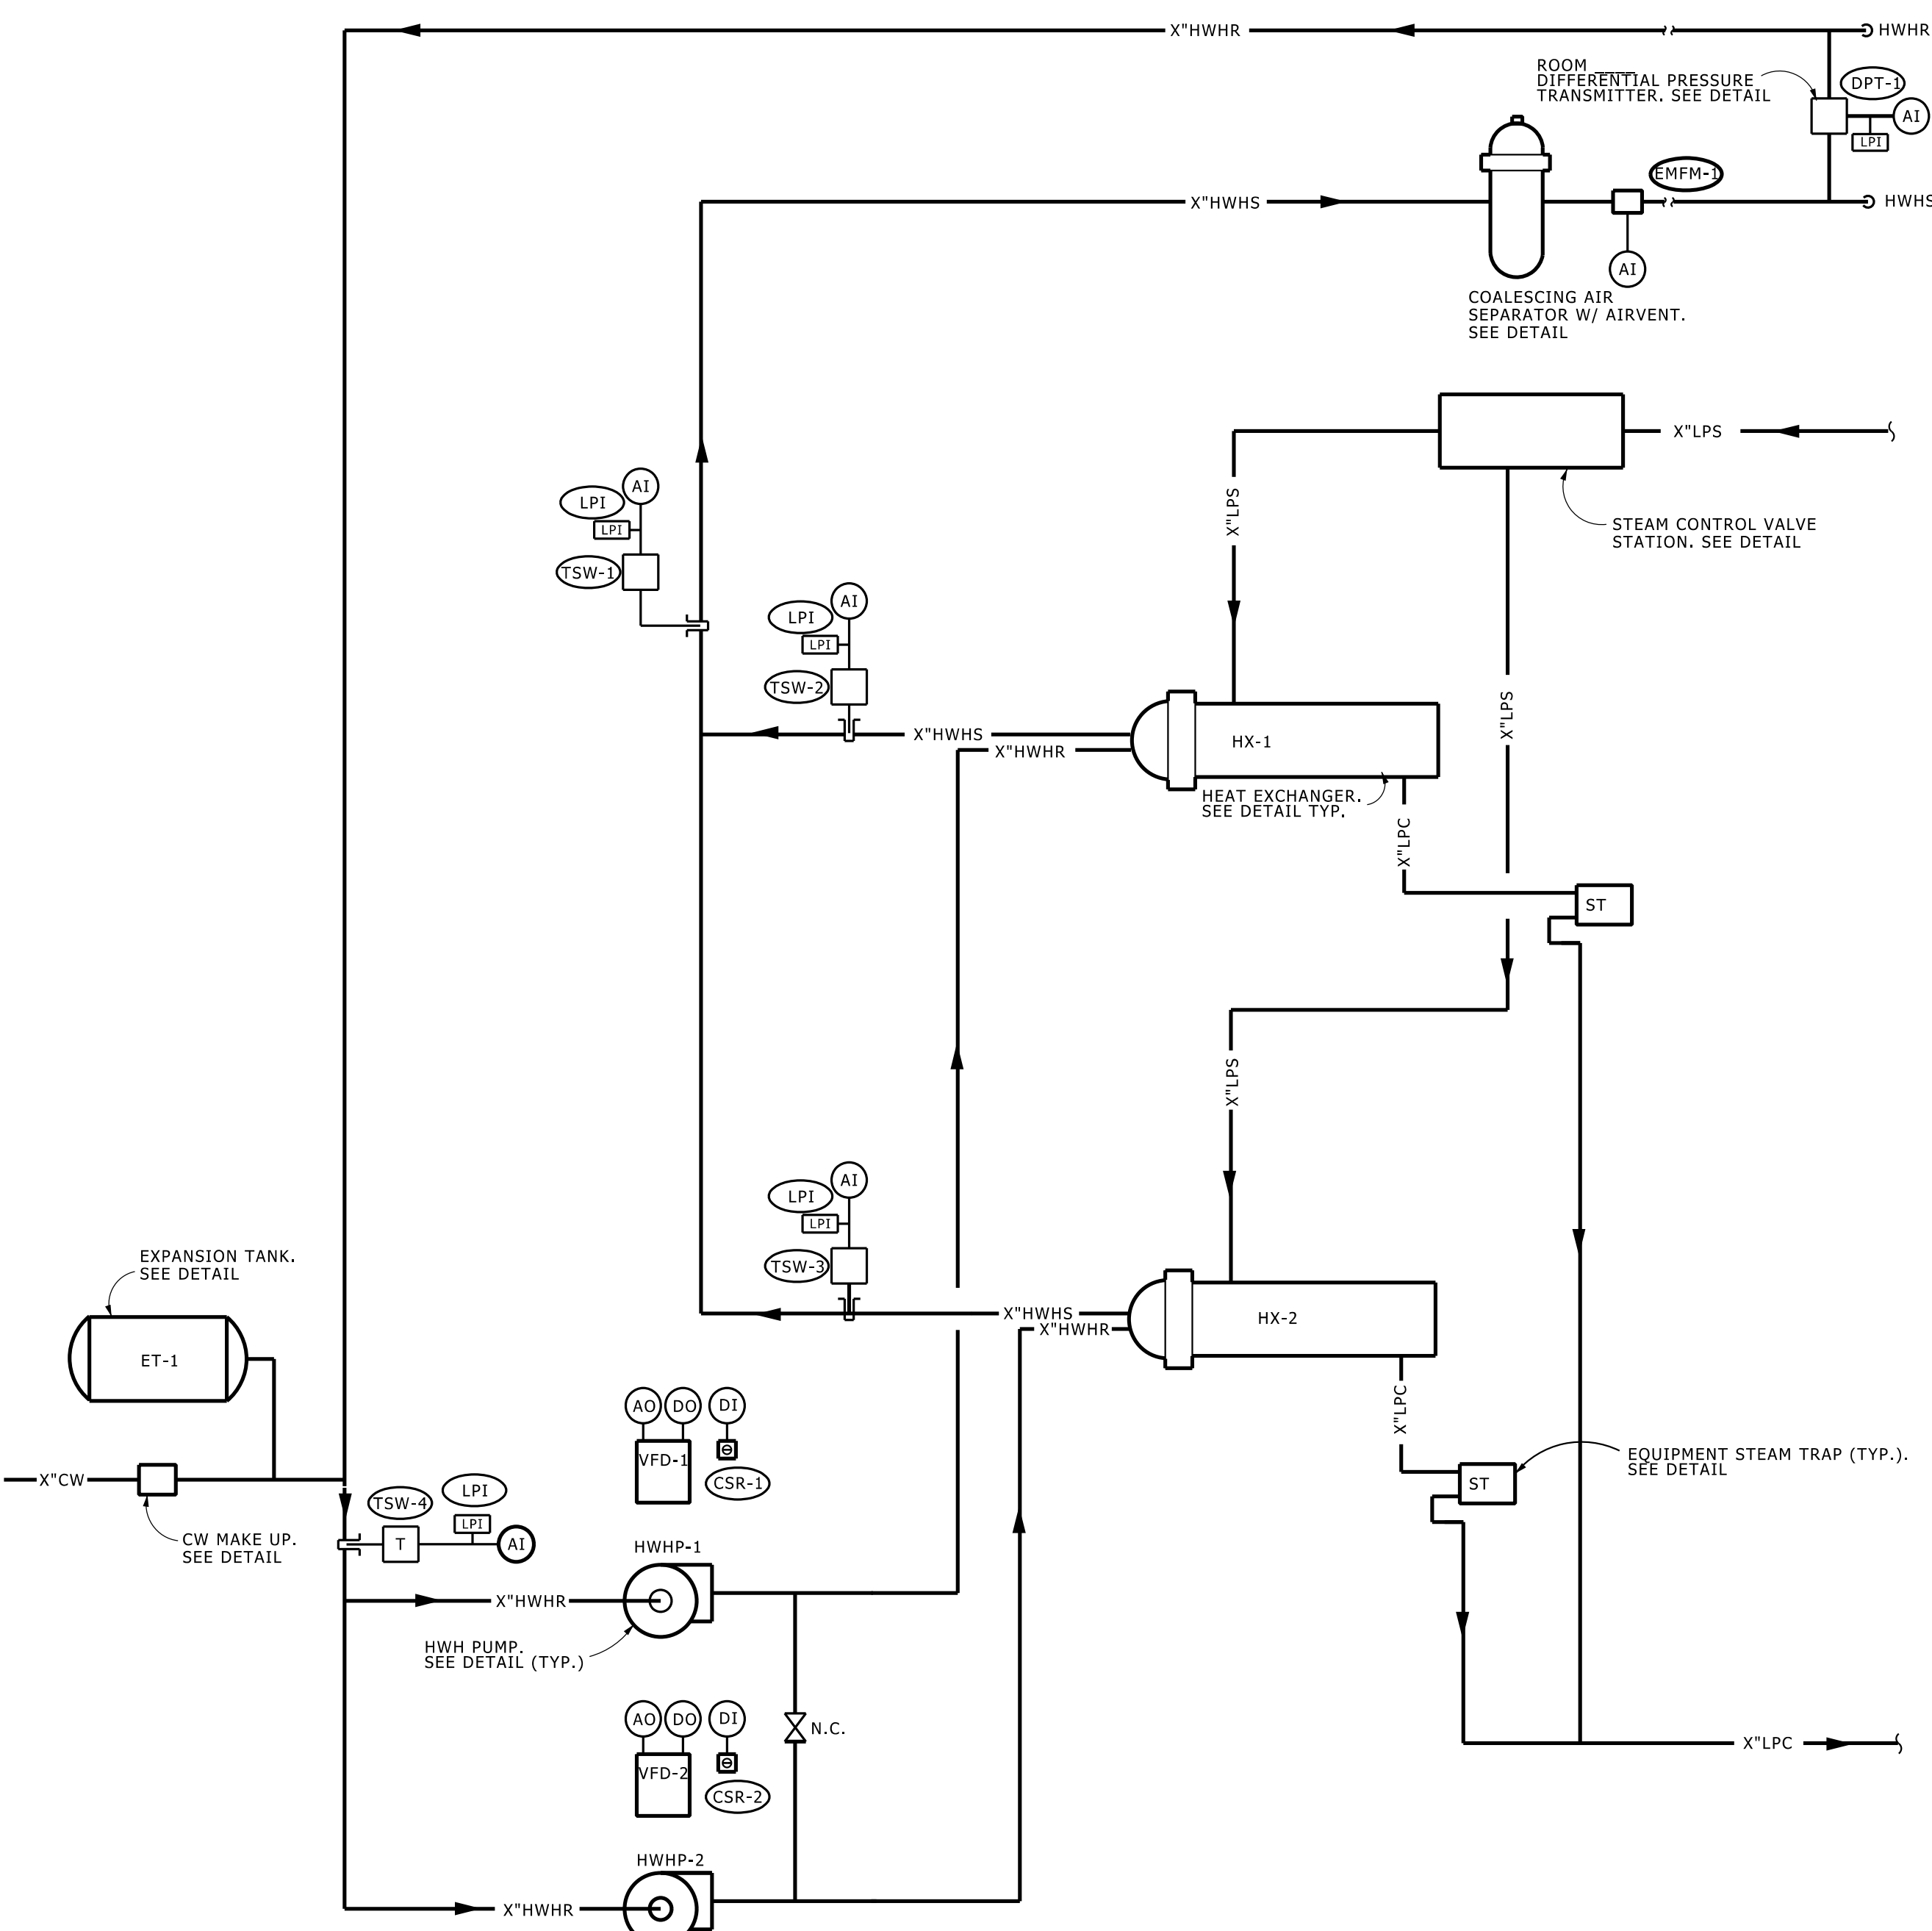 X"HWHR
HWHR
ROOM ____
DIFFERENTIAL PRESSURE
TRANSMITTER. SEE DETAIL
DPT-1
AI
LPI
EMFM-1
X"HWHS
HWHS
AI
COALESCING AIR
SEPARATOR W/ AIRVENT.
SEE DETAIL
X"LPS
X"LPS
STEAM CONTROL VALVE
STATION. SEE DETAIL
AI
LPI
LPI
TSW-1
AI
LPI
LPI
TSW-2
X"LPS
X"HWHS
X"HWHR
HX-1
HEAT EXCHANGER.
SEE DETAIL TYP.
X"LPC
ST
X"LPS
AI
LPI
LPI
TSW-3
X"HWHS
X"HWHR
HX-2
EXPANSION TANK.
SEE DETAIL
ET-1
X"LPC
AO
DO
DI
VFD-1
CSR-1
EQUIPMENT STEAM TRAP (TYP.).
SEE DETAIL
ST
X"CW
TSW-4
LPI
LPI
T
AI
CW MAKE UP.
SEE DETAIL
HWHP-1
X"HWHR
HWH PUMP.
SEE DETAIL (TYP.)
AO
DO
DI
N.C.
VFD-2
CSR-2
X"LPC
HWHP-2
X"HWHR